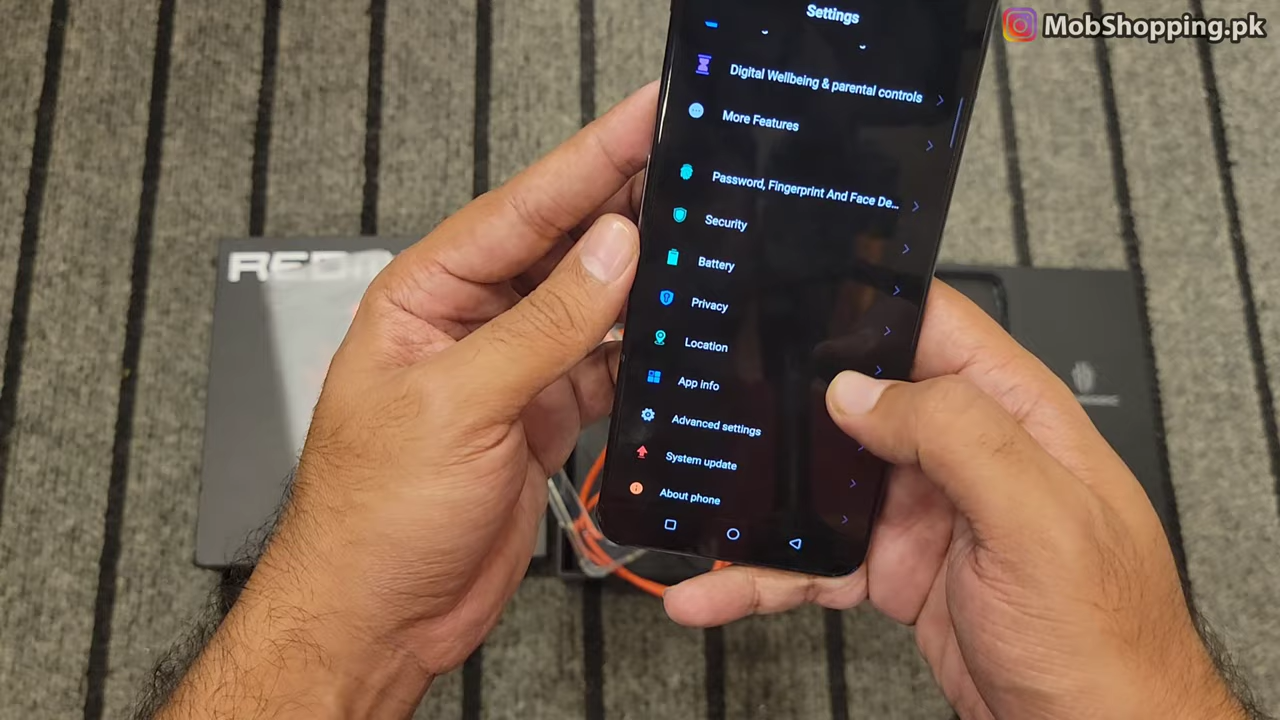 MobShopping.pk
Settings
Digital Wellbeing & parental controls
More Features
Password, Fingerprint And Face De...
Security
Battery
Privacy
Location
App info
Advanced settings
System update
About phone